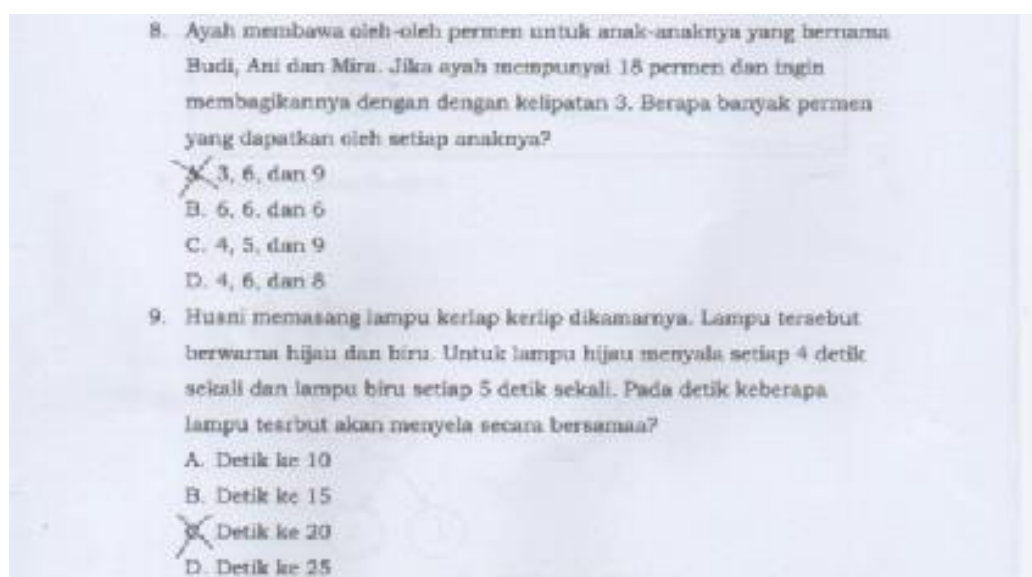 8. Ayah membawa oleh-oleh permen untuk anak-anaknya yang bernama
Budi, Ani dan Mira. Jika ayah mempunyai 18 permen dan ingin
membagikannya dengan dengan kelipatan 3. Berapa banyak permen
yang dapatkan oleh setiap anaknya?
A. 3, 6, dan 9
B. 6, 6, dan 6
C. 4, 5, dan 9
D. 4, 6, dan 8
9. Husni memasang lampu kerlap kerlip dikamarnya. Lampu tersebut
berwarna hijau dan biru. Untuk lampu hijau menyala setiap 4 detik
sekali dan lampu biru setiap 5 detik sekali. Pada detik keberapa
lampu tesrbut akan menyela secara bersamaa?
A. Detik ke 10
B. Detik ke 15
C. Detik ke 20
D. Detik ke 25